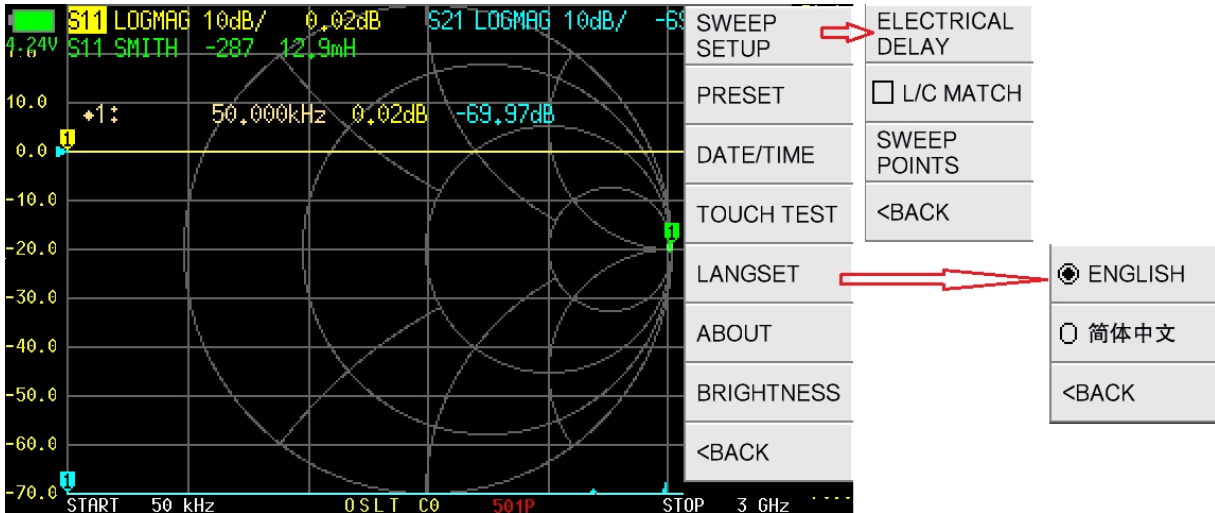 S11 LOGMAG 10dB/ 0.02dB S21 LOGMAG 10dB/
4.24V S11 SMITH -287 12.9mH
10.0
◆1: 50.000kHz 0.02dB -69.97dB
1
0.0
-10.0
-20.0
1
-30.0
-40.0
-50.0
-60.0
1
-70.0
START 50 kHz OSLT C0 501P STOP 3 GHz
SWEEP
SETUP
PRESET
DATE/TIME
TOUCH TEST
LANGSET
ABOUT
BRIGHTNESS
<BACK
ELECTRICAL
DELAY
L/C MATCH
SWEEP
POINTS
<BACK
ENGLISH
简体中文
<BACK